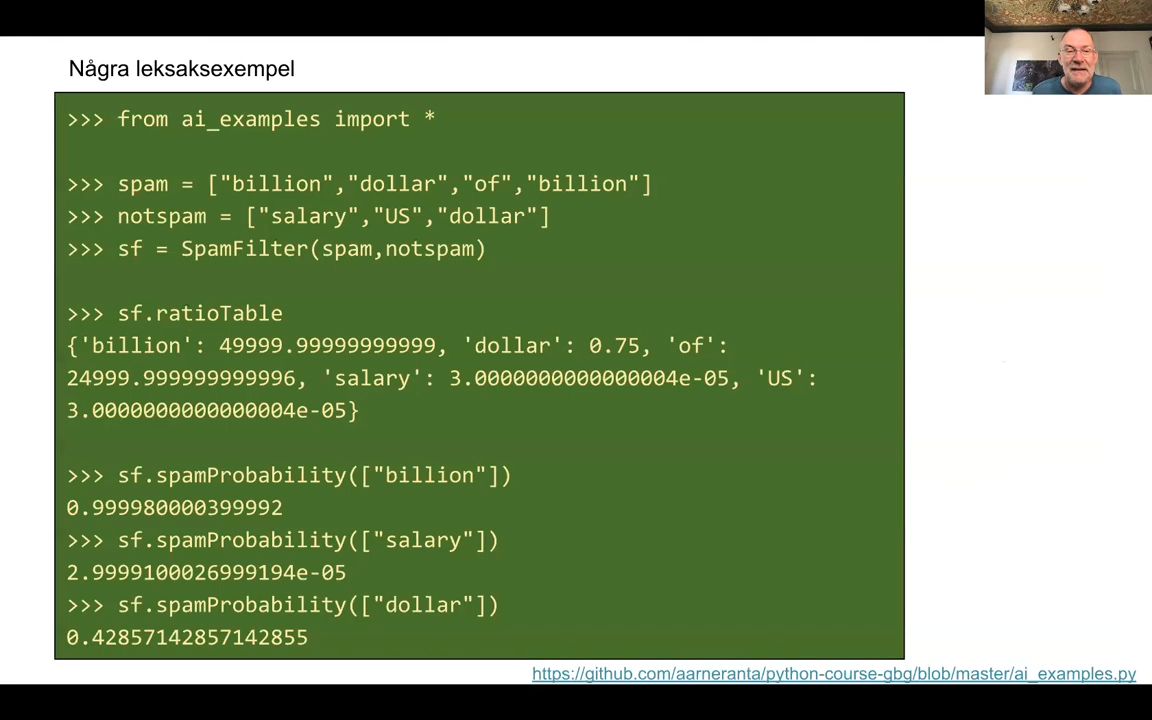 Några leksaksexempel
>>> from ai_examples import *
>>> spam = ["billion","dollar","of","billion"]
>>> notspam = ["salary","US","dollar"]
>>> sf = SpamFilter(spam,notspam)
>>> sf.ratioTable
{'billion': 49999.99999999999, 'dollar': 0.75, 'of':
24999.999999999996, 'salary': 3.0000000000000004e-05, 'US':
3.0000000000000004e-05}
>>> sf.spamProbability(["billion"])
0.999980000399992
>>> sf.spamProbability(["salary"])
2.9999100026999194e-05
>>> sf.spamProbability(["dollar"])
0.42857142857142855
https://github.com/aarneranta/python-course-gbg/blob/master/ai_examples.py